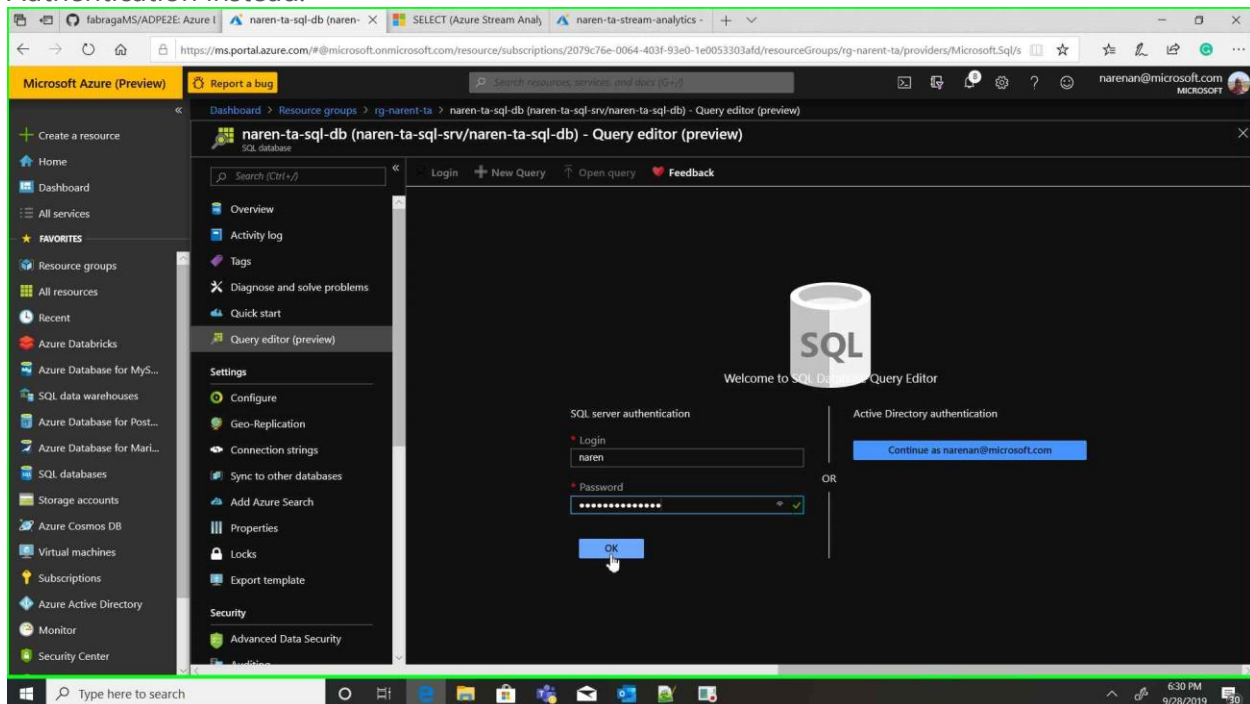 Authentication instead.
fabragaMS/ADPE2E: Azure I
naren-ta-sql-db (naren-
SELECT (Azure Stream Analy
naren-ta-stream-analytics -
https://ms.portal.azure.com/#@microsoft.onmicrosoft.com/resource/subscriptions/2079c76e-0064-403f-93e0-1e0053303afd/resourceGroups/rg-narent-ta/providers/Microsoft.Sql/s
Microsoft Azure (Preview)
Report a bug
Search resources, services, and docs (G+/)
narenan@microsoft.com
MICROSOFT
Dashboard > Resource groups > rg-narent-ta > naren-ta-sql-db (naren-ta-sql-srv/naren-ta-sql-db) - Query editor (preview)
naren-ta-sql-db (naren-ta-sql-srv/naren-ta-sql-db) - Query editor (preview)
SQL database
Create a resource
Home
Dashboard
All services
FAVORITES
Resource groups
All resources
Recent
Azure Databricks
Azure Database for MyS...
SQL data warehouses
Azure Database for Post...
Azure Database for Mari...
SQL databases
Storage accounts
Azure Cosmos DB
Virtual machines
Subscriptions
Azure Active Directory
Monitor
Security Center
Search (Ctrl+/)
Overview
Activity log
Tags
Diagnose and solve problems
Quick start
Query editor (preview)
Settings
Configure
Geo-Replication
Connection strings
Sync to other databases
Add Azure Search
Properties
Locks
Export template
Security
Advanced Data Security
Auditing
Login
New Query
Open query
Feedback
SQL
Welcome to SQL Database Query Editor
SQL server authentication
* Login
naren
* Password
••••••••••••••
OK
OR
Active Directory authentication
Continue as narenan@microsoft.com
Type here to search
6:30 PM
9/28/2019
30